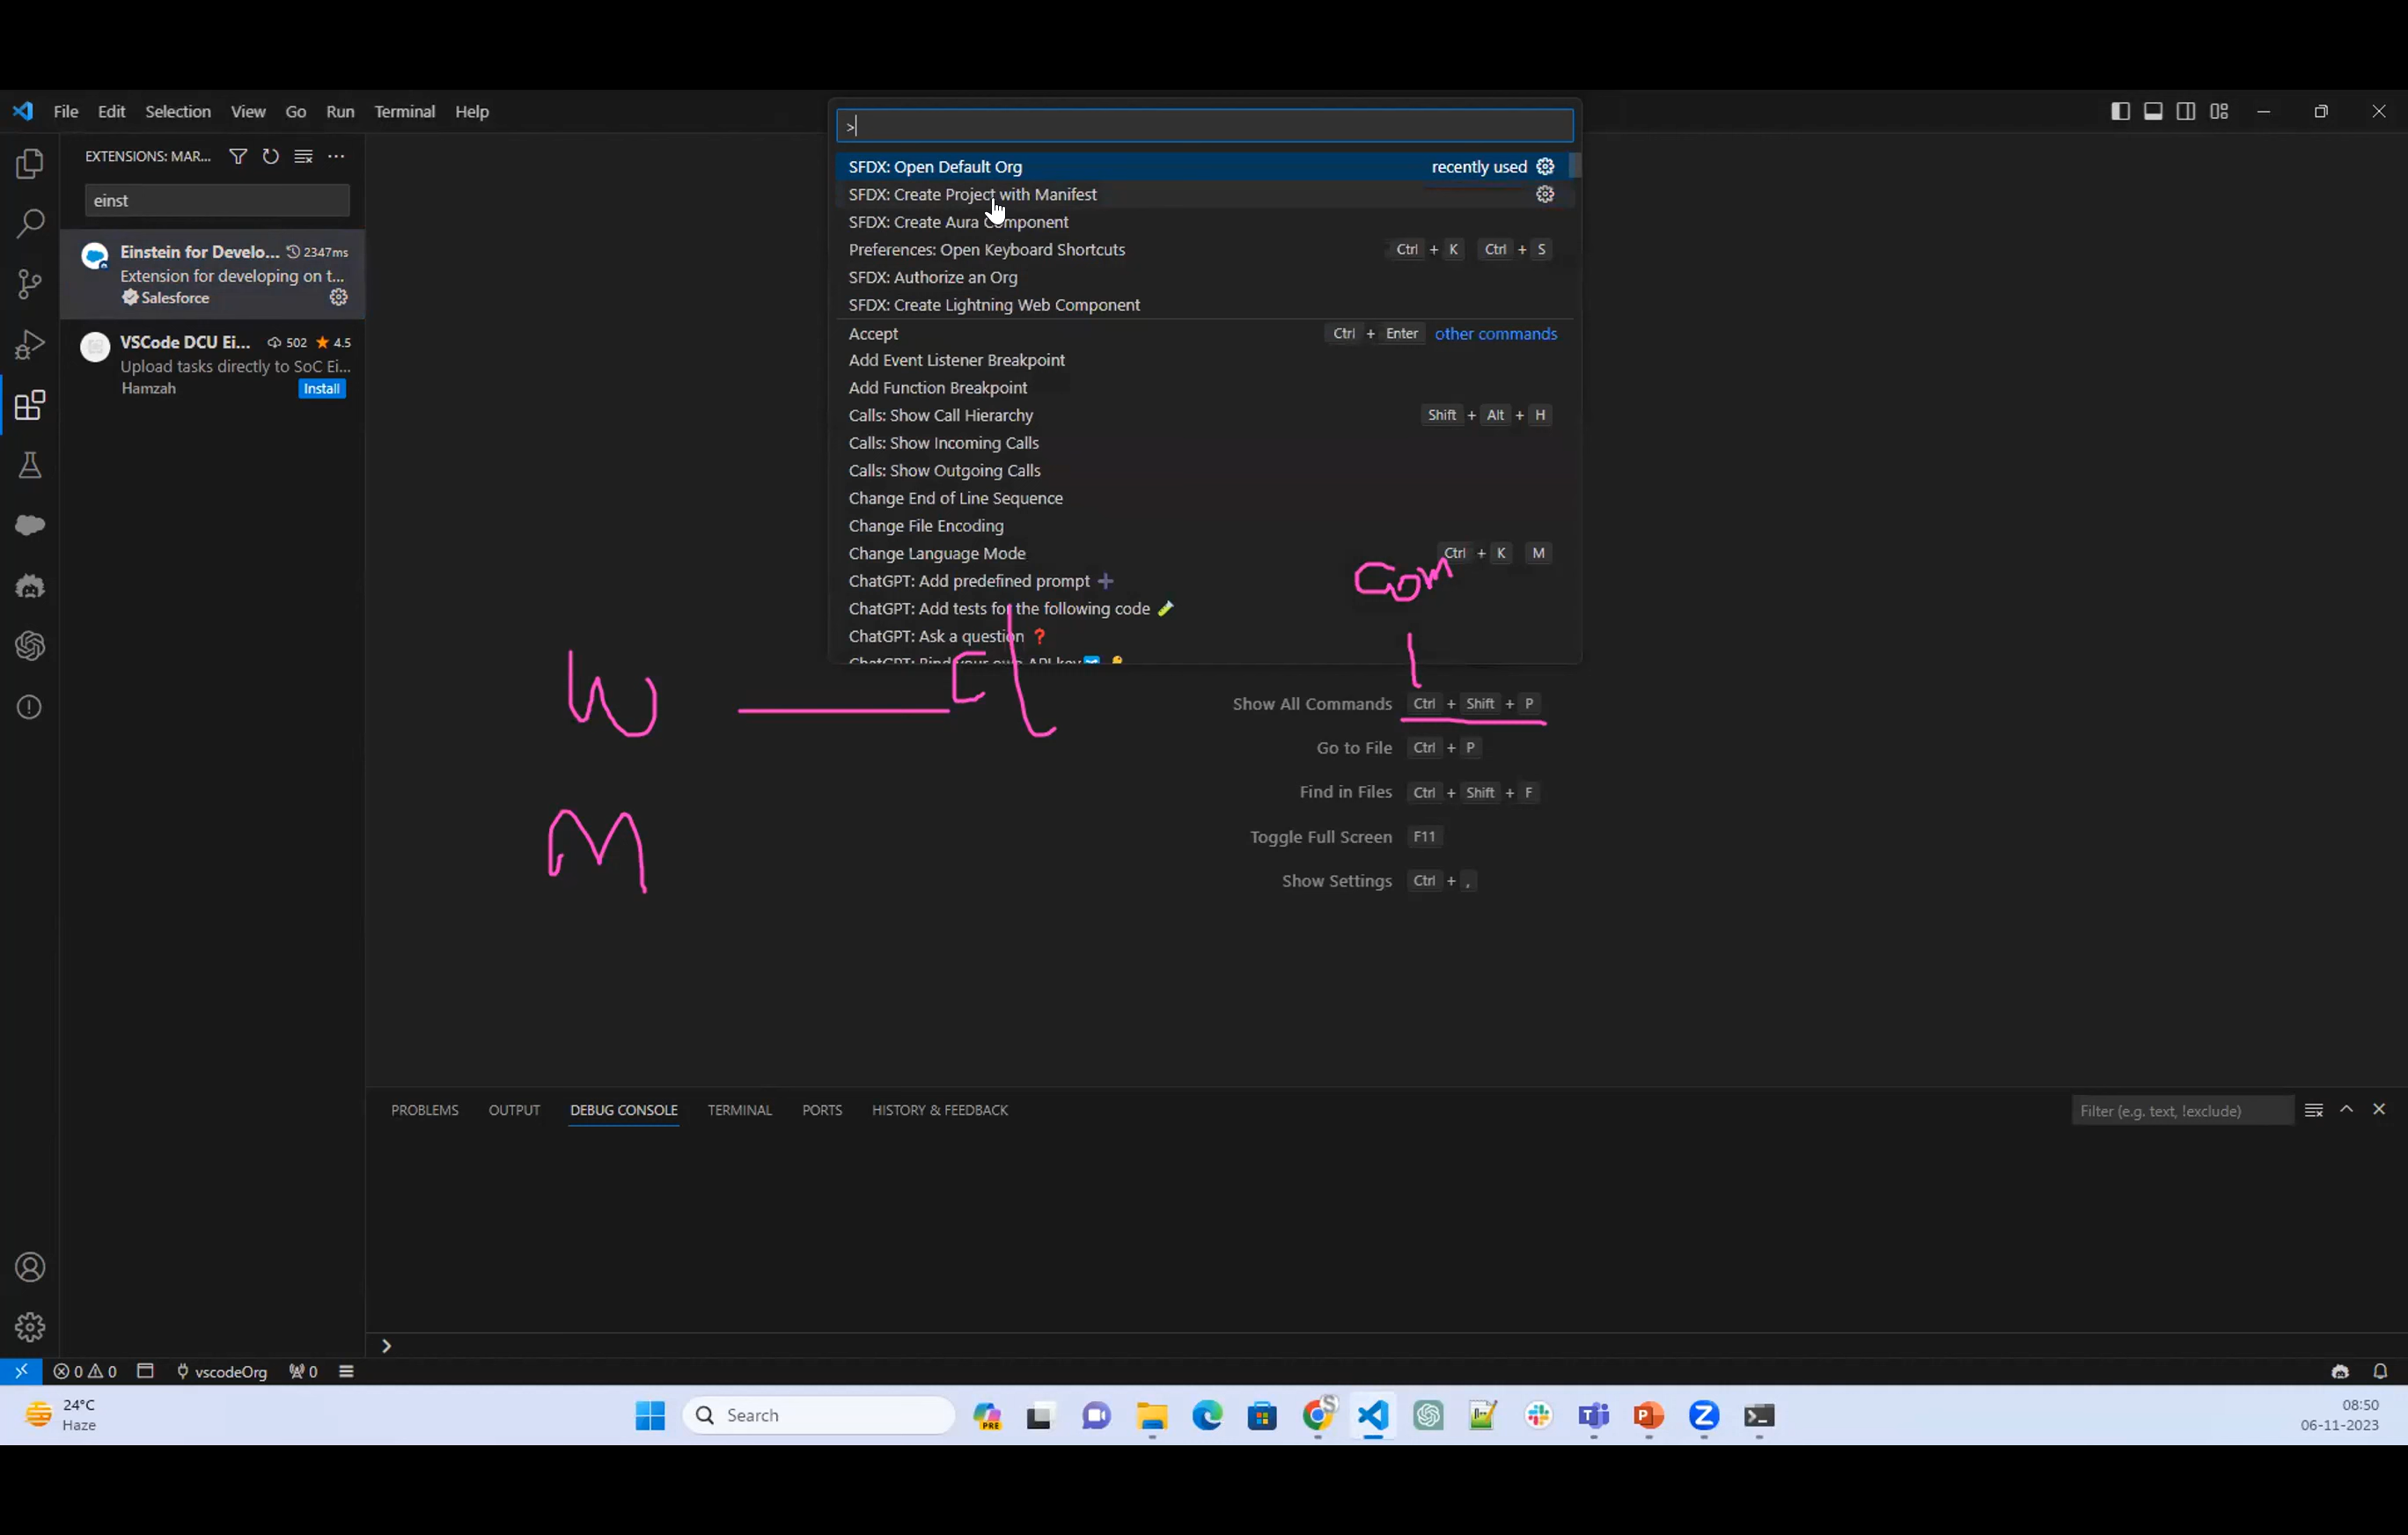 File Edit Selection View Go Run Terminal Help
>
EXTENSIONS: MAR...
einst
Einstein for Develo... 2347ms
Extension for developing on t...
Salesforce
VSCode DCU Ei... 502 4.5
Upload tasks directly to SoC Ei...
Hamzah Install
SFDX: Open Default Org recently used
SFDX: Create Project with Manifest
SFDX: Create Aura Component
Preferences: Open Keyboard Shortcuts Ctrl + K Ctrl + S
SFDX: Authorize an Org
SFDX: Create Lightning Web Component
Accept Ctrl + Enter other commands
Add Event Listener Breakpoint
Add Function Breakpoint
Calls: Show Call Hierarchy Shift + Alt + H
Calls: Show Incoming Calls
Calls: Show Outgoing Calls
Change End of Line Sequence
Change File Encoding
Change Language Mode Ctrl + K M
ChatGPT: Add predefined prompt ➕
Com
ChatGPT: Add tests for the following code
ChatGPT: Ask a question ❓
ChatGPT: Bind your own API key
W
M
Show All Commands Ctrl + Shift + P
Go to File Ctrl + P
Find in Files Ctrl + Shift + F
Toggle Full Screen F11
Show Settings Ctrl + ,
PROBLEMS OUTPUT DEBUG CONSOLE TERMINAL PORTS HISTORY & FEEDBACK
Filter (e.g. text, !exclude)
0 0 vscodeOrg 0
24°C
Haze
Search
PRE
08:50
06-11-2023